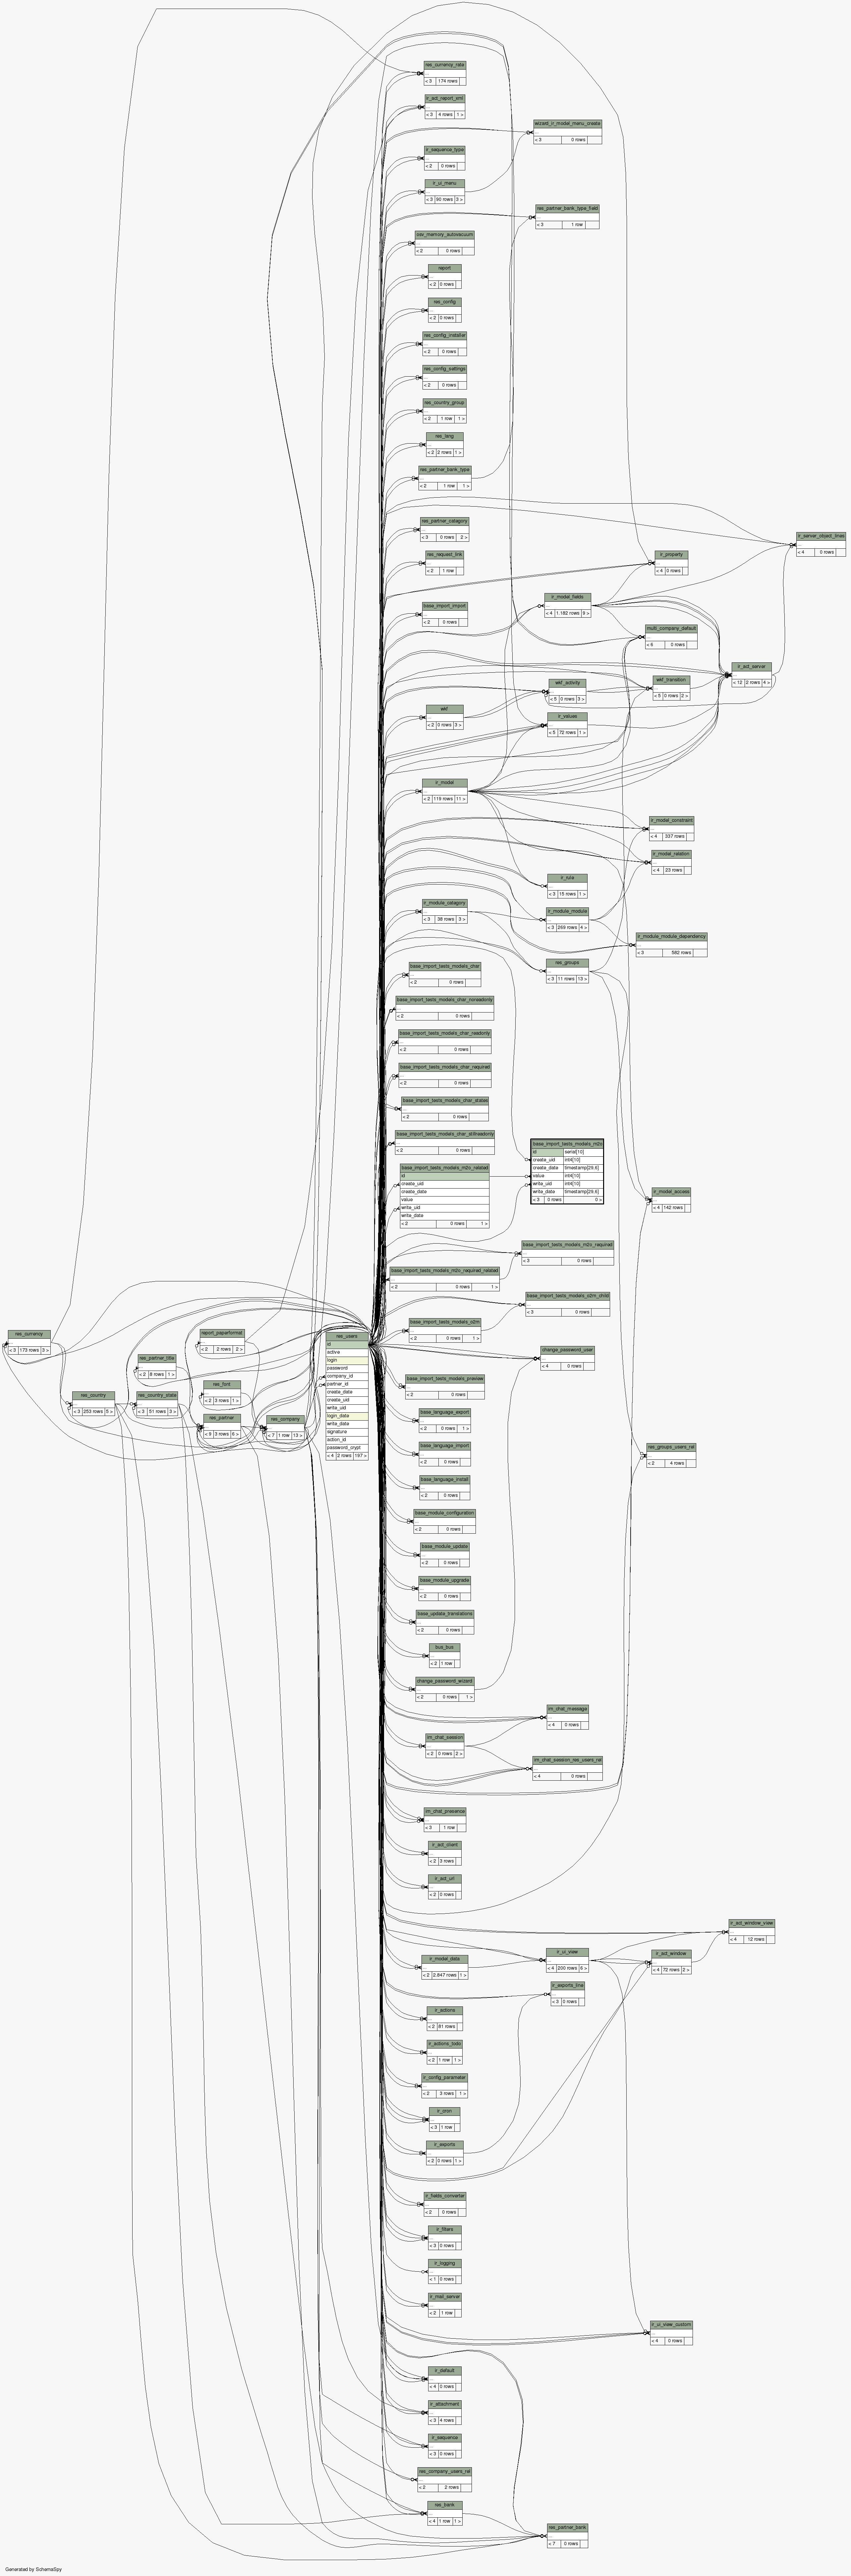 res_currency_rate
...
< 3 174 rows
ir_act_report_xml
...
< 3 4 rows 1 >
wizard_ir_model_menu_create
...
< 3 0 rows
ir_sequence_type
...
< 2 0 rows
ir_ui_menu
...
< 3 90 rows 3 >
res_partner_bank_type_field
...
< 3 1 row
osv_memory_autovacuum
...
< 2 0 rows
report
...
< 2 0 rows
res_config
...
< 2 0 rows
res_config_installer
...
< 2 0 rows
res_config_settings
...
< 2 0 rows
res_country_group
...
< 2 1 row 1 >
res_lang
...
< 2 2 rows 1 >
res_partner_bank_type
...
< 2 1 row 1 >
res_partner_category
...
< 3 0 rows 2 >
ir_server_object_lines
...
< 4 0 rows
res_request_link
...
< 2 1 row
ir_property
...
< 4 0 rows
ir_model_fields
...
< 4 1,182 rows 9 >
base_import_import
...
< 2 0 rows
multi_company_default
...
< 6 0 rows
ir_act_server
...
< 12 2 rows 4 >
wkf_activity
...
< 5 0 rows 3 >
wkf_transition
...
< 5 0 rows 2 >
wkf
...
< 2 0 rows 3 >
ir_values
...
< 5 72 rows 1 >
ir_model
...
< 2 119 rows 11 >
ir_model_constraint
...
< 4 337 rows
ir_model_relation
...
< 4 23 rows
ir_rule
...
< 3 15 rows 1 >
ir_module_category
...
< 3 38 rows 3 >
ir_module_module
...
< 3 269 rows 4 >
ir_module_module_dependency
...
< 3 582 rows
res_groups
...
< 3 11 rows 13 >
base_import_tests_models_char
...
< 2 0 rows
base_import_tests_models_char_noreadonly
...
< 2 0 rows
base_import_tests_models_char_readonly
...
< 2 0 rows
base_import_tests_models_char_required
...
< 2 0 rows
base_import_tests_models_char_states
...
< 2 0 rows
base_import_tests_models_char_stillreadonly
...
< 2 0 rows
base_import_tests_models_m2o
id serial[10]
create_uid int4[10]
create_date timestamp[29,6]
value int4[10]
write_uid int4[10]
write_date timestamp[29,6]
< 3 0 rows 0 >
base_import_tests_models_m2o_related
id
create_uid
create_date
value
write_uid
write_date
< 2 0 rows 1 >
ir_model_access
...
< 4 142 rows
base_import_tests_models_m2o_required
...
< 3 0 rows
base_import_tests_models_m2o_required_related
...
< 2 0 rows 1 >
base_import_tests_models_o2m_child
...
< 3 0 rows
base_import_tests_models_o2m
...
< 2 0 rows 1 >
res_currency
...
< 3 173 rows 3 >
report_paperformat
...
< 2 2 rows 2 >
res_users
id
active
login
password
company_id
partner_id
create_date
create_uid
write_uid
login_date
write_date
signature
action_id
password_crypt
< 4 2 rows 197 >
change_password_user
...
< 4 0 rows
res_partner_title
...
< 2 8 rows 1 >
base_import_tests_models_preview
...
< 2 0 rows
res_font
...
< 2 3 rows 1 >
res_country
...
< 3 253 rows 5 >
res_country_state
...
< 3 51 rows 3 >
res_partner
...
< 9 3 rows 6 >
res_company
...
< 7 1 row 13 >
base_language_export
...
< 2 0 rows 1 >
base_language_import
...
< 2 0 rows
res_groups_users_rel
...
< 2 4 rows
base_language_install
...
< 2 0 rows
base_module_configuration
...
< 2 0 rows
base_module_update
...
< 2 0 rows
base_module_upgrade
...
< 2 0 rows
base_update_translations
...
< 2 0 rows
bus_bus
...
< 2 1 row
change_password_wizard
...
< 2 0 rows 1 >
im_chat_message
...
< 4 0 rows
im_chat_session
...
< 2 0 rows 2 >
im_chat_session_res_users_rel
...
< 4 0 rows
im_chat_presence
...
< 3 1 row
ir_act_client
...
< 2 3 rows
ir_act_url
...
< 2 0 rows
ir_act_window_view
...
< 4 12 rows
ir_ui_view
...
< 4 200 rows 6 >
ir_act_window
...
< 4 72 rows 2 >
ir_model_data
...
< 2 2,847 rows 1 >
ir_exports_line
...
< 3 0 rows
ir_actions
...
< 2 81 rows
ir_actions_todo
...
< 2 1 row 1 >
ir_config_parameter
...
< 2 3 rows 1 >
ir_cron
...
< 3 1 row
ir_exports
...
< 2 0 rows 1 >
ir_fields_converter
...
< 2 0 rows
ir_filters
...
< 3 0 rows
ir_logging
...
< 1 0 rows
ir_mail_server
...
< 2 1 row
ir_ui_view_custom
...
< 4 0 rows
ir_default
...
< 4 0 rows
ir_attachment
...
< 3 4 rows
ir_sequence
...
< 3 0 rows
res_company_users_rel
...
< 2 2 rows
res_bank
...
< 4 1 row 1 >
res_partner_bank
...
< 7 0 rows
Generated by SchemaSpy